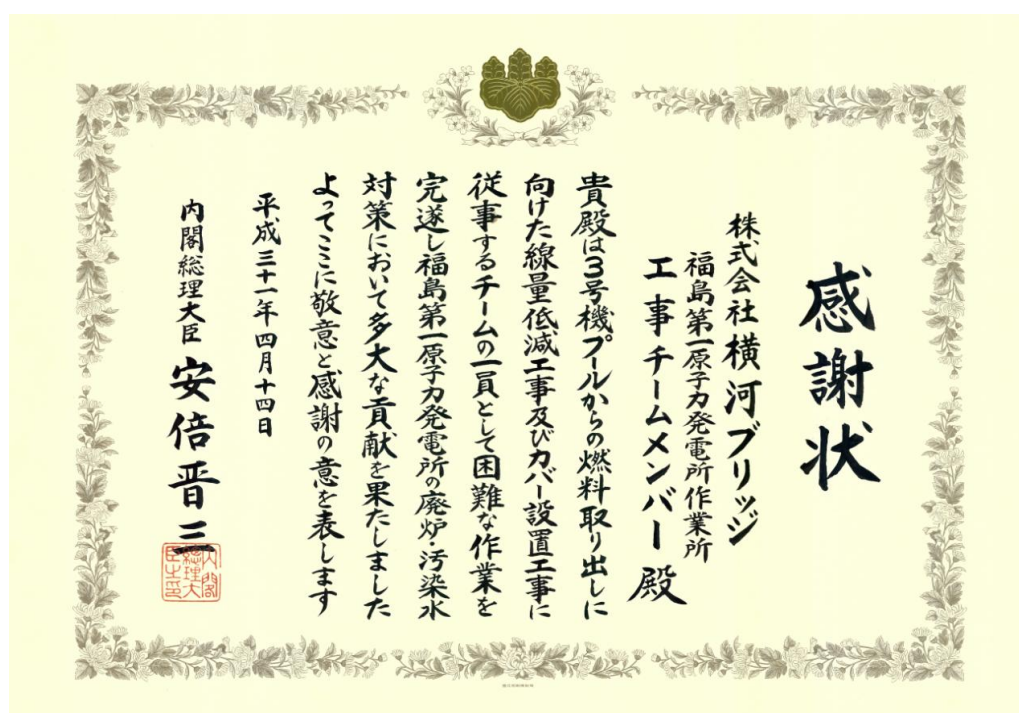 感謝状
株式会社横河ブリッジ
福島第一原子力発電所作業所
工事チームメンバー殿
貴殿は3号機プールからの燃料取り出しに
向けた線量低減工事及びカバー設置工事に
従事するチームの一員として困難な作業を
完遂し福島第一原子力発電所の廃炉・汚染水
対策において多大な貢献を果たしました
よってここに敬意と感謝の意を表します
平成三十一年四月十四日
内閣総理大臣 安倍晋三
内閣
総理大
臣之印